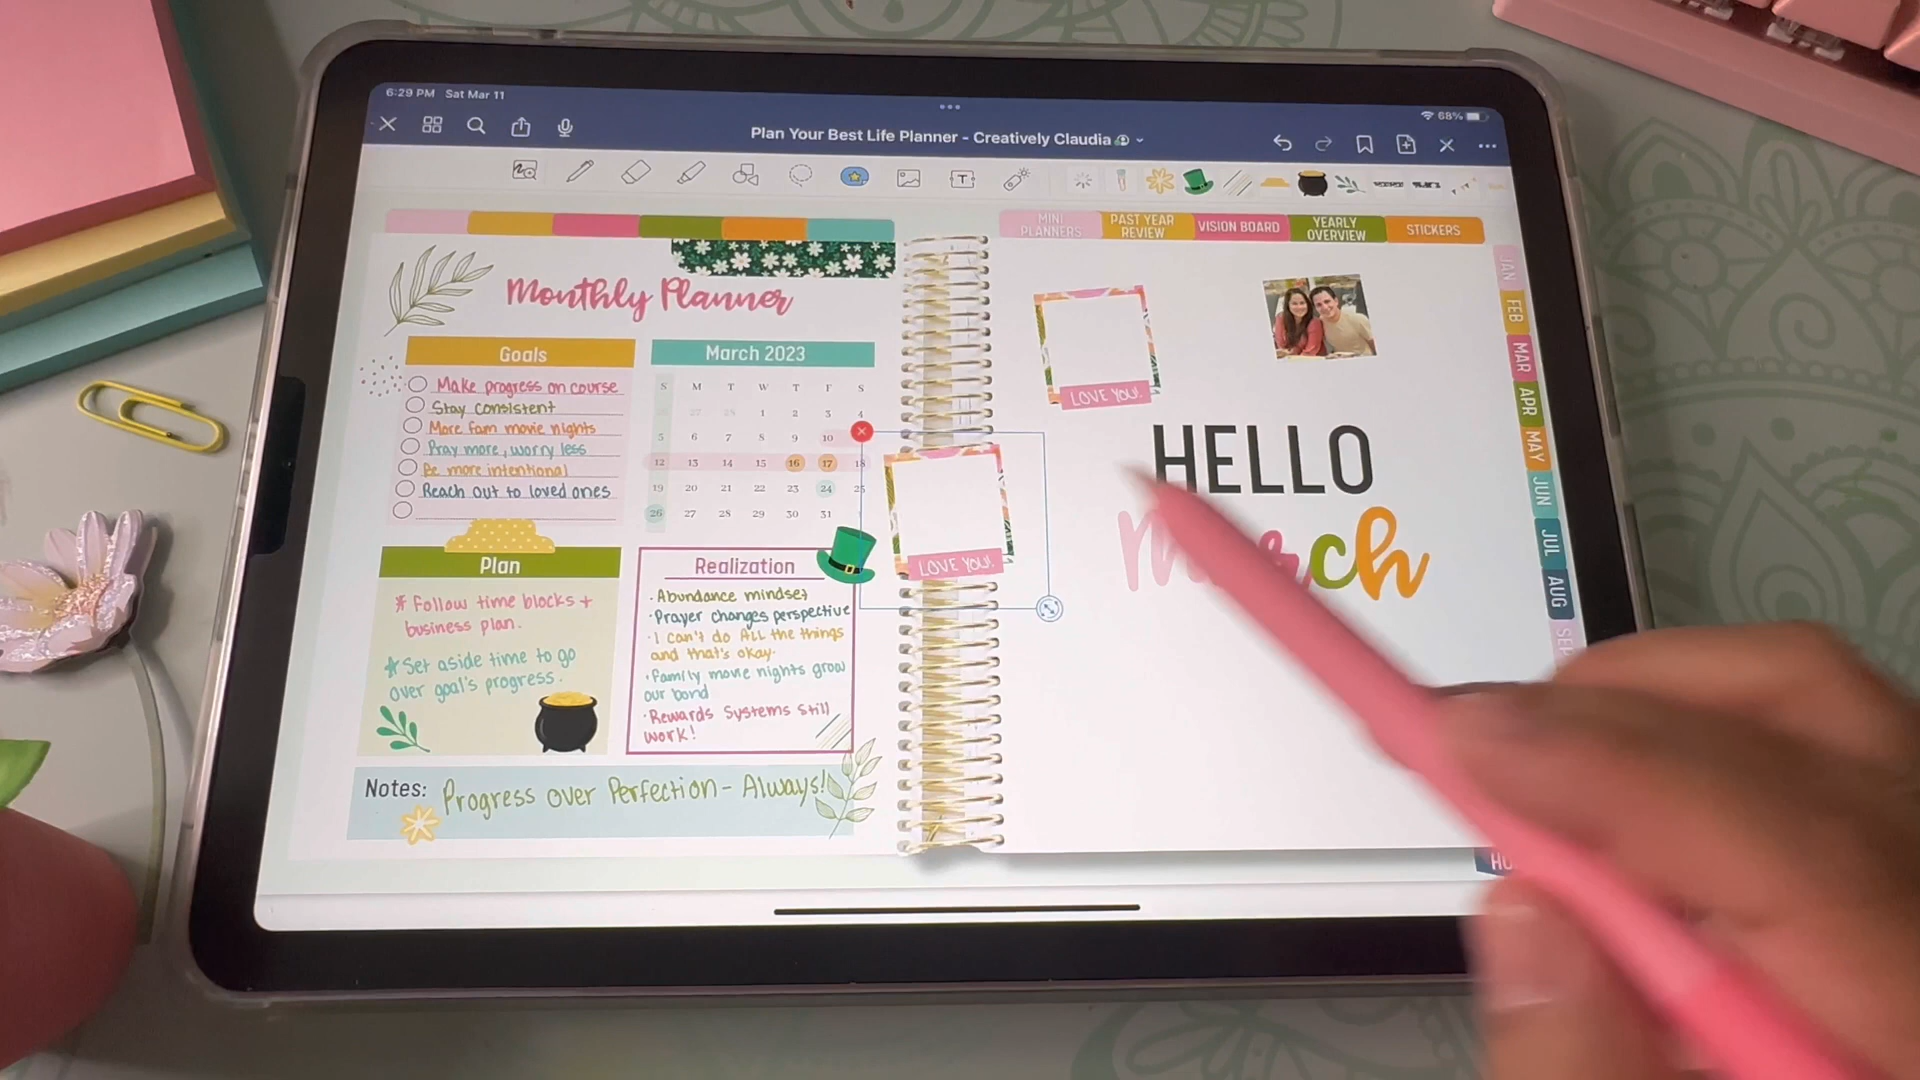 6:29 PM Sat Mar 11
68%
Plan Your Best Life Planner - Creatively Claudia
MINI PLANNERS
PAST YEAR REVIEW
VISION BOARD
YEARLY OVERVIEW
STICKERS
Monthly Planner
Goals
Make progress on course
Stay consistent
More fam movie nights
Pray more, worry less
Be more intentional
Reach out to loved ones
March 2023
S M T W T F S
27 28 1 2 3 4
5 6 7 8 9 10
12 13 14 15 16 17 18
19 20 21 22 23 24 25
26 27 28 29 30 31
Plan
* Follow time blocks +
business plan.
* Set aside time to go
over goal's progress.
Realization
· Abundance mindset
· Prayer changes perspective
· I can't do ALL the things
and that's okay.
· Family movie nights grow
our bond
· Rewards Systems still
work!
Notes: Progress over Perfection - Always!
LOVE YOU!
LOVE YOU!
HELLO
March
JAN
FEB
MAR
APR
MAY
JUN
JUL
AUG